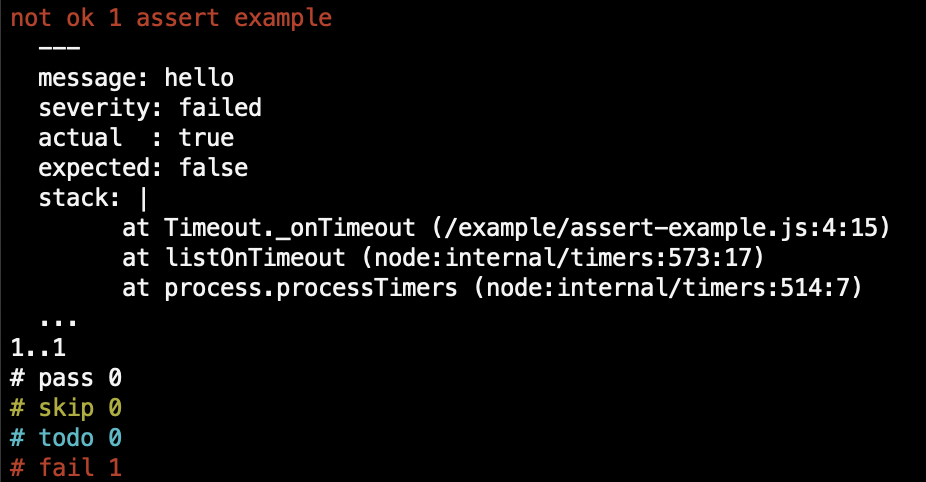 not ok 1 assert example
  ---
  message: hello
  severity: failed
  actual  : true
  expected: false
  stack: |
        at Timeout._onTimeout (/example/assert-example.js:4:15)
        at listOnTimeout (node:internal/timers:573:17)
        at process.processTimers (node:internal/timers:514:7)
  ...
1..1
# pass 0
# skip 0
# todo 0
# fail 1